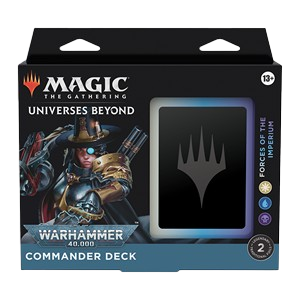 MAGIC
THE GATHERING
UNIVERSES BEYOND
WARHAMMER
40,000
COMMANDER DECK
13+
FORCES OF THE
IMPERIUM
2